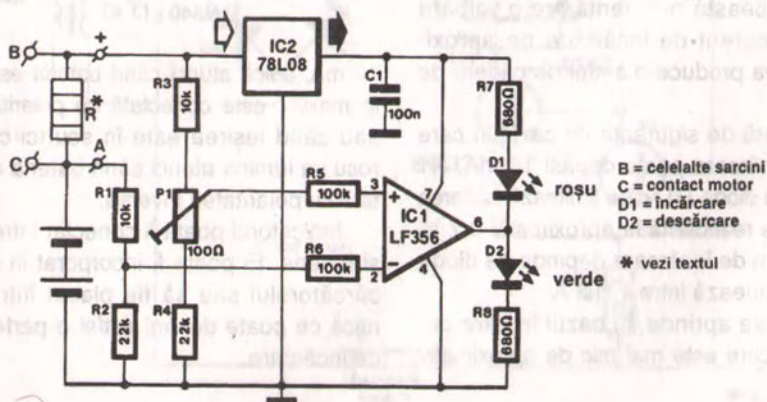 B
+
IC2
78L08
R3
10k
C1
100n
R7
680Ω
R*
C
A
D1
roșu
R1
10k
P1
100Ω
R5
100k
3
+
7
IC1
LF356
6
R6
100k
2
4
D2
verde
R2
22k
R4
22k
R8
680Ω
B = celelalte sarcini
C = contact motor
D1 = încărcare
D2 = descărcare
* vezi textul